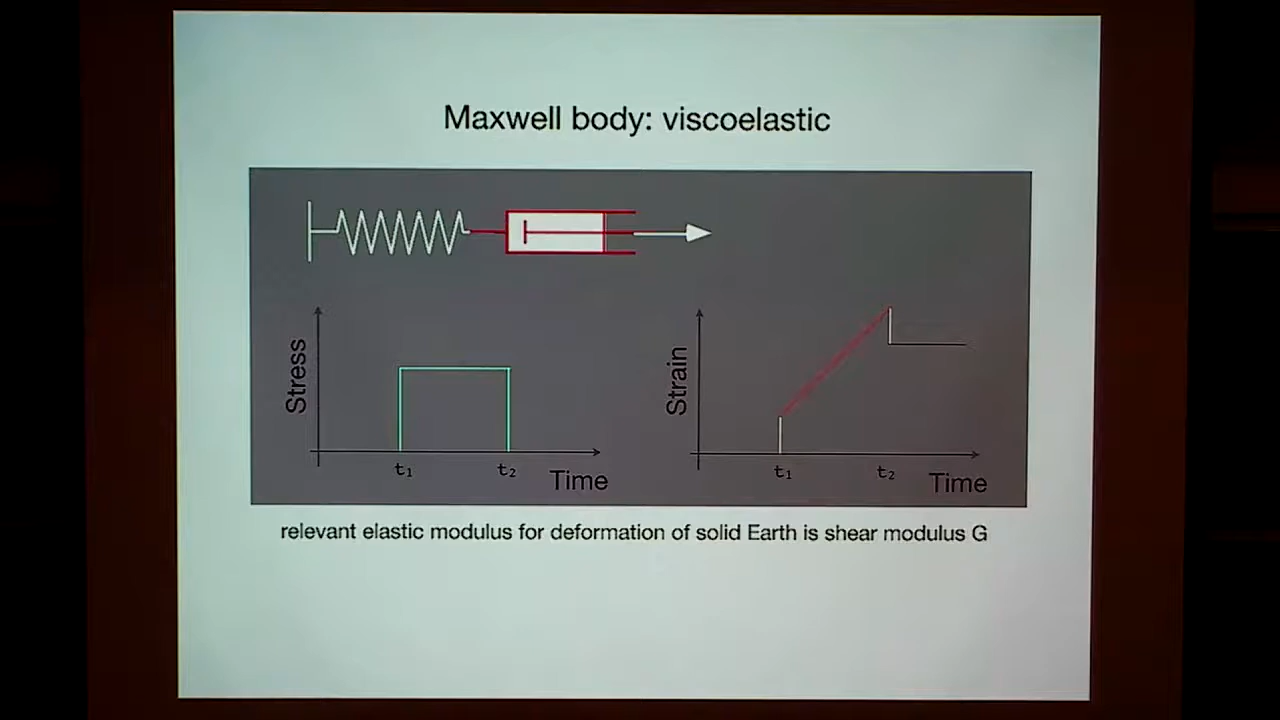 Maxwell body: viscoelastic
Stress
t₁
t₂
Time
Strain
t₁
t₂
Time
relevant elastic modulus for deformation of solid Earth is shear modulus G